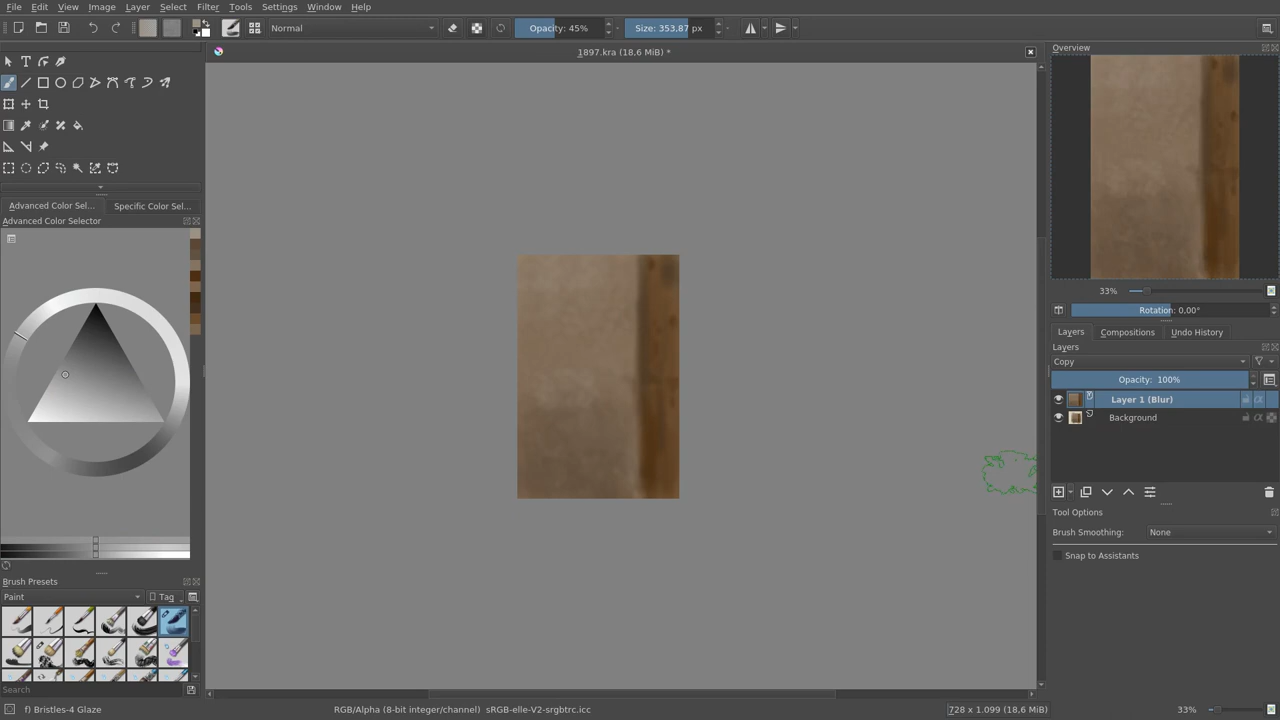 File Edit View Image Layer Select Filter Tools Settings Window Help
Normal Opacity: 45% Size: 353,87 px
1897.kra (18,6 MiB) *
Overview
Advanced Color Sel... Specific Color Sel...
Advanced Color Selector
33%
Rotation: 0,00°
Layers Compositions Undo History
Layers
Copy
Opacity: 100%
Layer 1 (Blur)
Background
Tool Options
Brush Smoothing: None
Snap to Assistants
Brush Presets
Paint Tag
Search
f) Bristles-4 Glaze RGB/Alpha (8-bit integer/channel) sRGB-elle-V2-srgbtrc.icc 728 x 1.099 (18,6 MiB) 33%